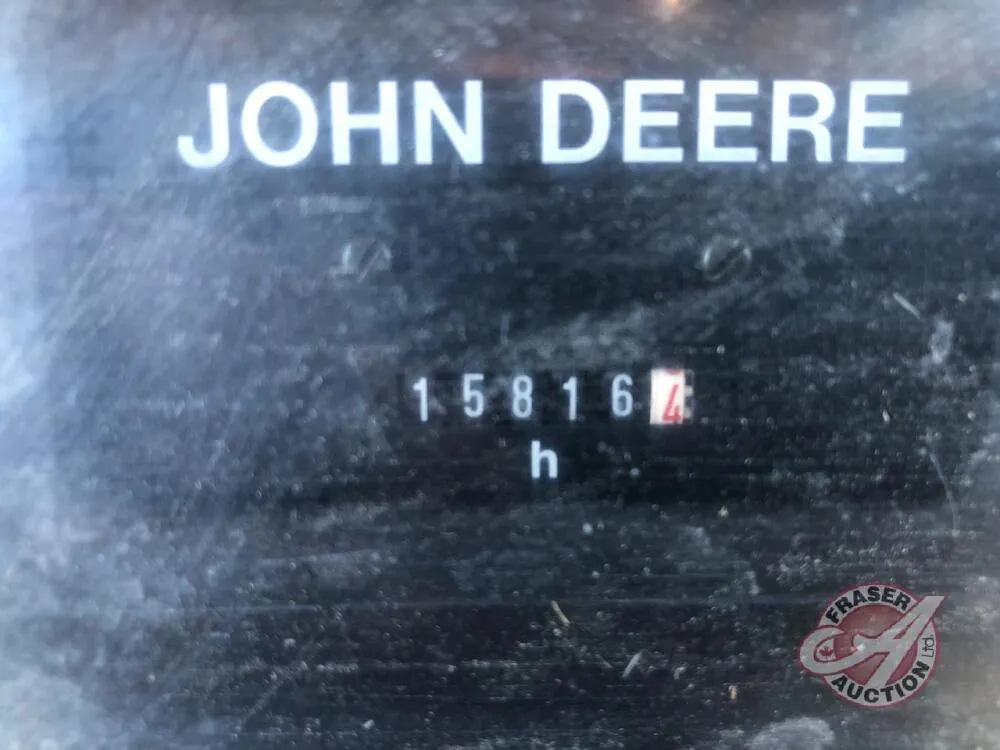 JOHN DEERE
158164
h
FRASER
AUCTION Ltd.